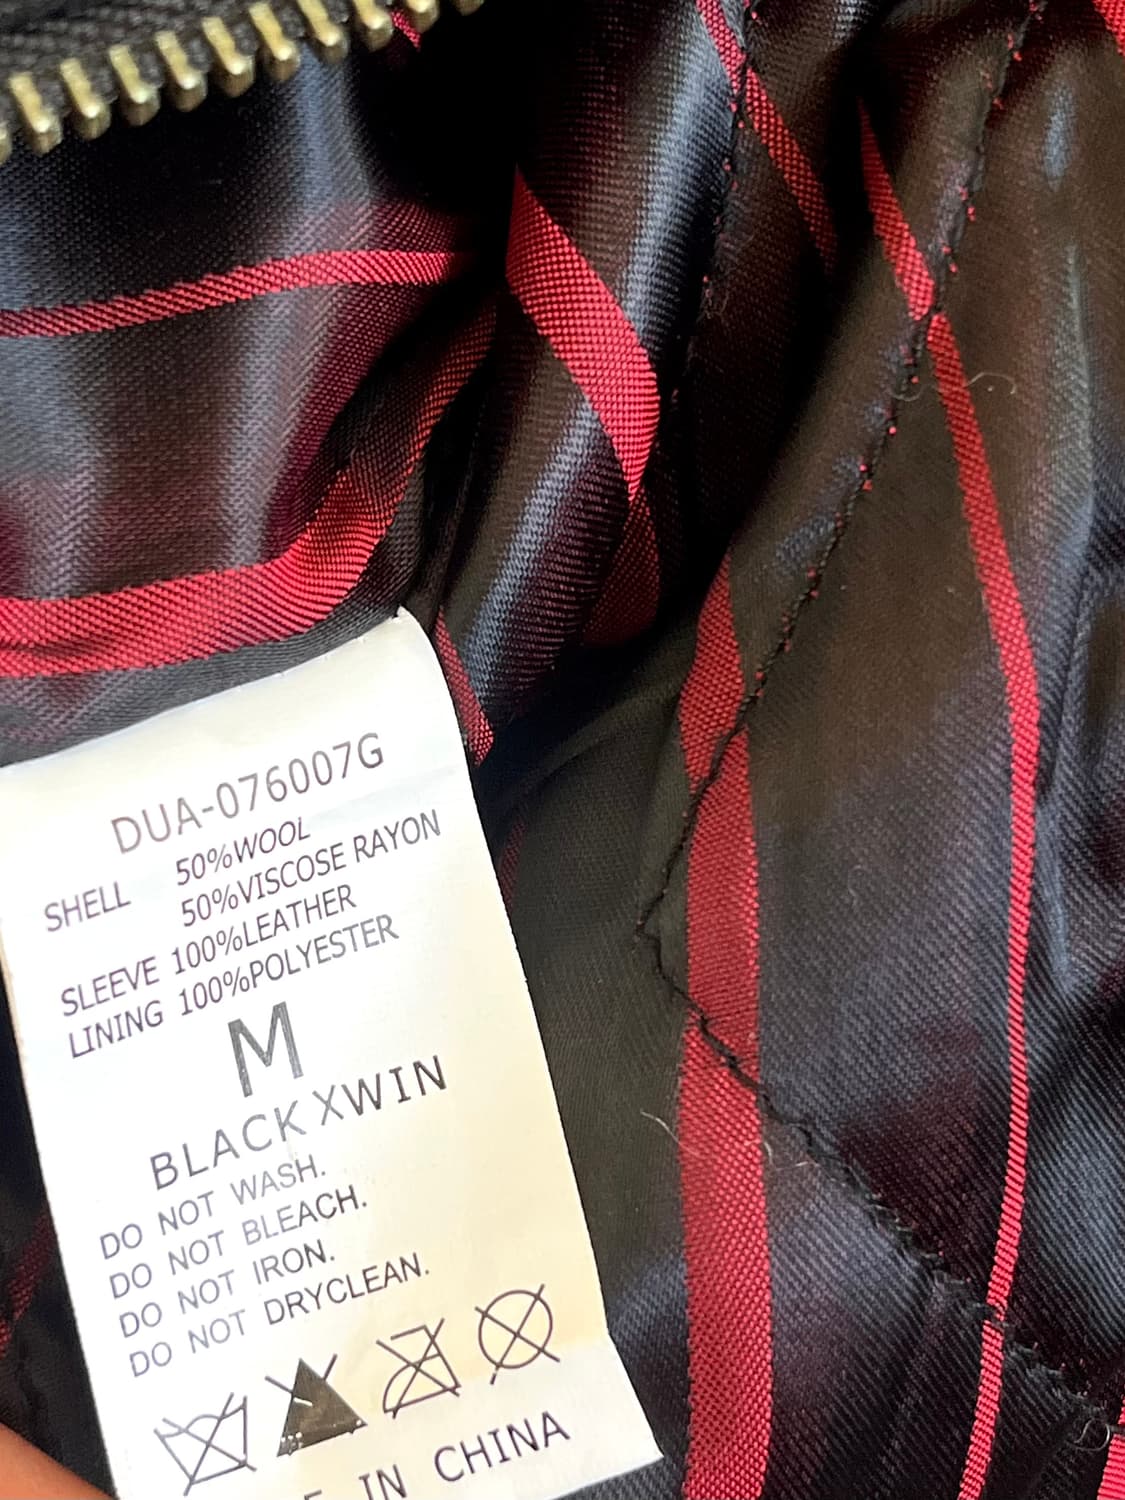 DUA-076007G
SHELL 50%WOOL
50%VISCOSE RAYON
SLEEVE 100%LEATHER
LINING 100%POLYESTER
M
BLACK XWIN
DO NOT WASH.
DO NOT BLEACH.
DO NOT IRON.
DO NOT DRYCLEAN.
IN CHINA